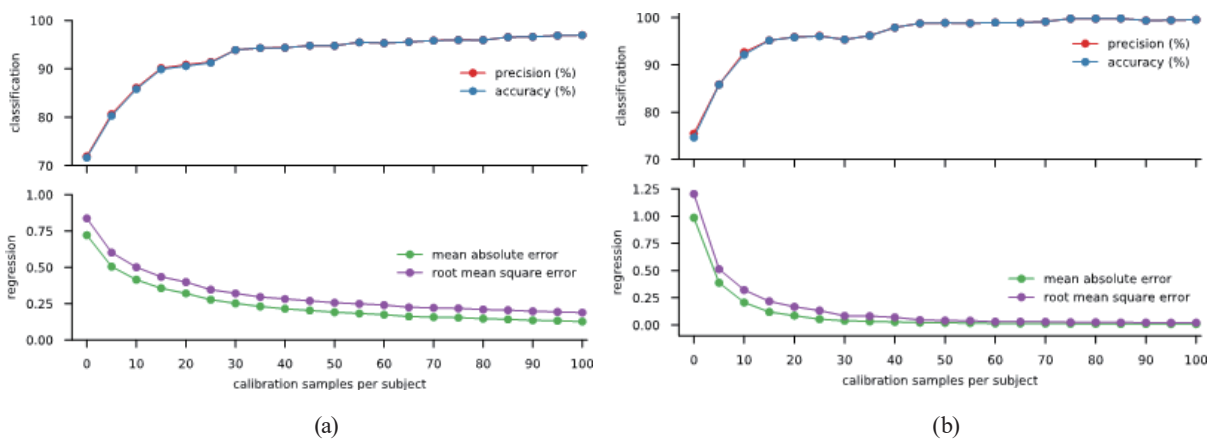 100
90
80
70
classification
precision (%)
accuracy (%)
1.00
0.75
0.50
0.25
0.00
regression
mean absolute error
root mean square error
0 10 20 30 40 50 60 70 80 90 100
calibration samples per subject
(a)
100
90
80
70
classification
precision (%)
accuracy (%)
1.25
1.00
0.75
0.50
0.25
0.00
regression
mean absolute error
root mean square error
0 10 20 30 40 50 60 70 80 90 100
calibration samples per subject
(b)